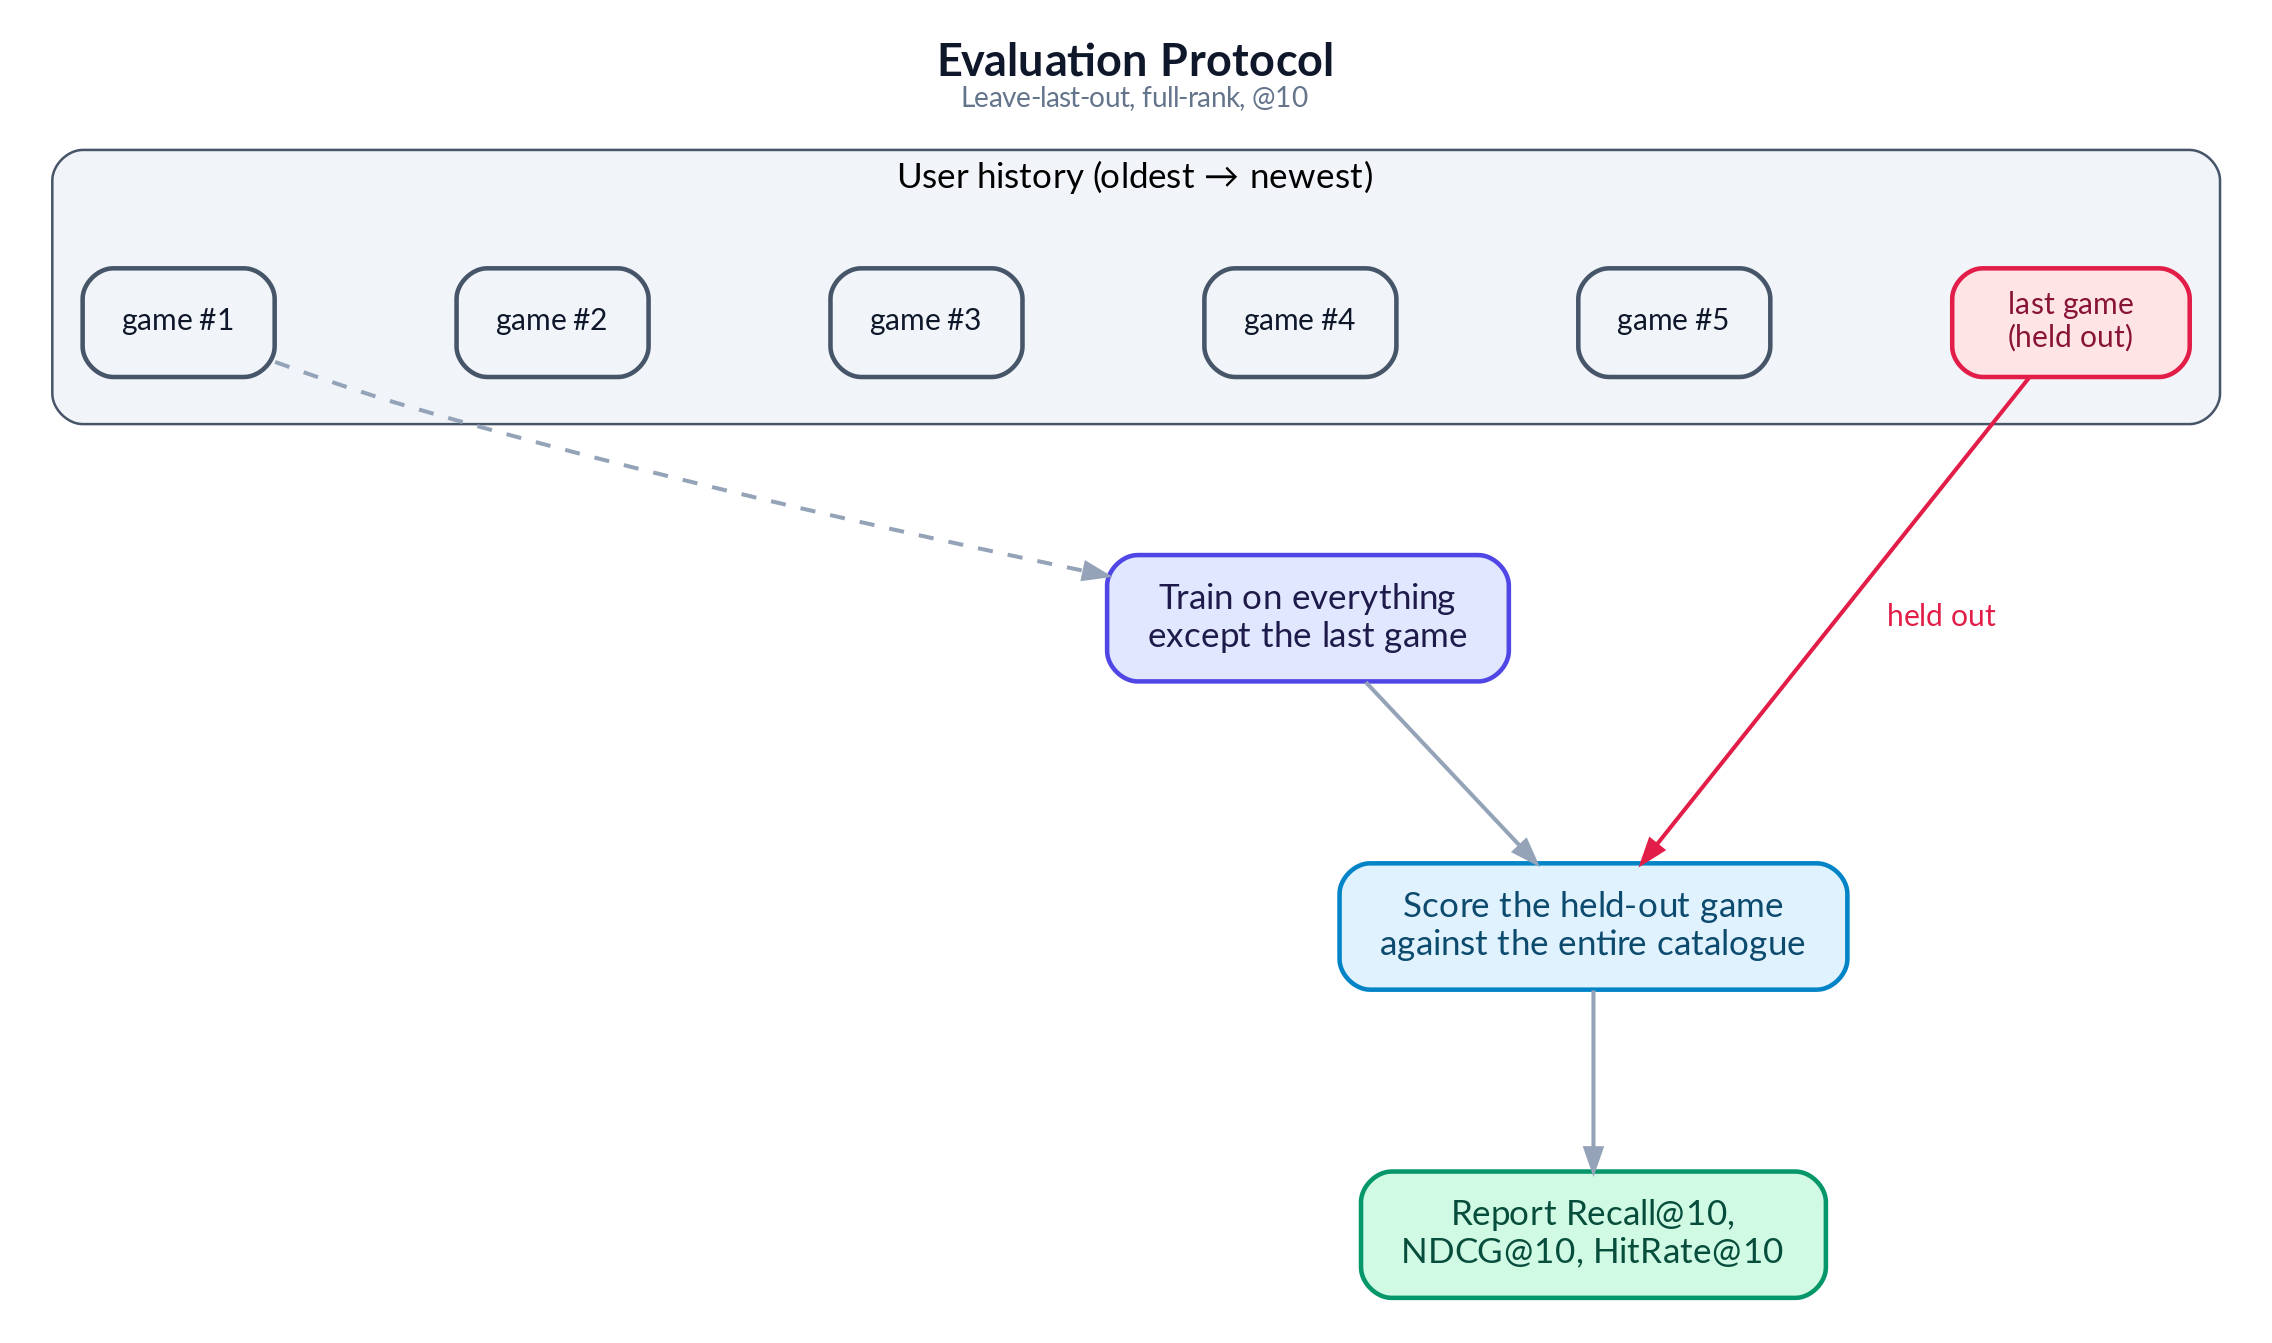 Evaluation Protocol
Leave-last-out, full-rank, @10
User history (oldest → newest)
game #1
game #2
game #3
game #4
game #5
last game
(held out)
Train on everything
except the last game
held out
Score the held-out game
against the entire catalogue
Report Recall@10,
NDCG@10, HitRate@10